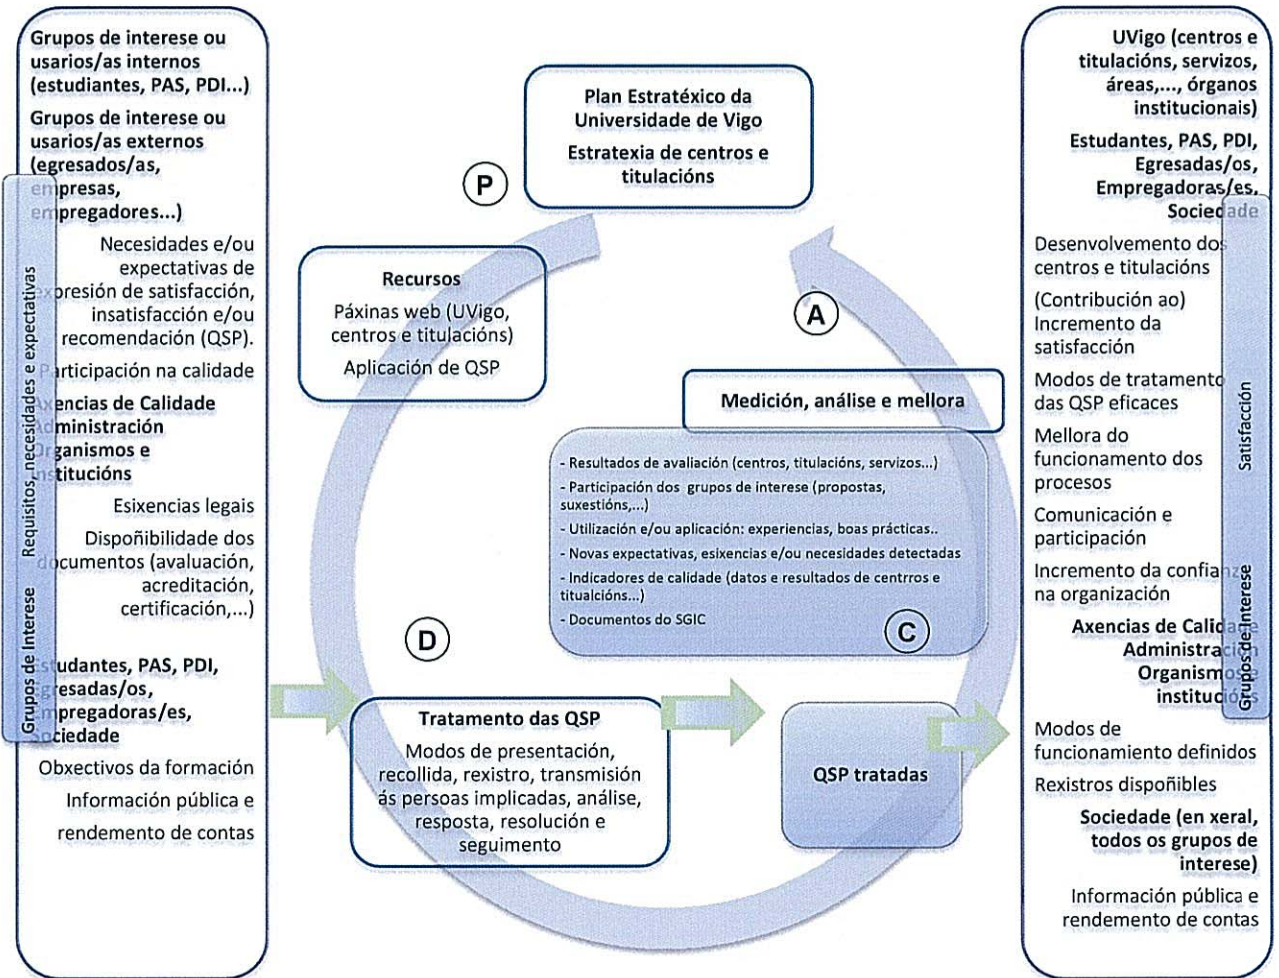 Grupos de interese ou
usarios/as internos
(estudiantes, PAS, PDI...)
Grupos de interese ou
usarios/as externos
(egresados/as,
empresas,
empregadores...)
Necesidades e/ou
expectativas de
expresión de satisfacción,
insatisfacción e/ou
recomendación (QSP).
Participación na calidade
Axencias de Calidade
Administración
Organismos e
institucións
Esixencias legais
Dispoñibilidade dos
documentos (avaluación,
acreditación,
certificación,...)
Estudantes, PAS, PDI,
Egresadas/os,
Empregadoras/es,
Sociedade
Obxectivos da formación
Información pública e
rendemento de contas
Grupos de Interese Requisitos, necesidades e expectativas
Plan Estratéxico da
Universidade de Vigo
Estratexia de centros e
titulacións
P
Recursos
Páxinas web (UVigo,
centros e titulacións)
Aplicación de QSP
A
Medición, análise e mellora
- Resultados de avaliación (centros, titulacións, servizos...)
- Participación dos grupos de interese (propostas,
suxestións,...)
- Utilización e/ou aplicación: experiencias, boas prácticas..
- Novas expectativas, esixencias e/ou necesidades detectadas
- Indicadores de calidade (datos e resultados de centrros e
titualcións...)
- Documentos do SGIC
C
D
Tratamento das QSP
Modos de presentación,
recollida, rexistro, transmisión
ás persoas implicadas, análise,
resposta, resolución e
seguimento
QSP tratadas
UVigo (centros e
titulacións, servizos,
áreas,..., órganos
institucionais)
Estudantes, PAS, PDI,
Egresadas/os,
Empregadoras/es,
Sociedade
Desenvolvemento dos
centros e titulacións
(Contribución ao)
Incremento da
satisfacción
Modos de tratamento
das QSP eficaces
Mellora do
funcionamento dos
procesos
Comunicación e
participación
Incremento da confianza
na organización
Axencias de Calidade
Administración
Organismos e
institucións
Modos de
funcionamiento definidos
Rexistros dispoñibles
Sociedade (en xeral,
todos os grupos de
interese)
Información pública e
rendemento de contas
Grupos de Interese Satisfacción